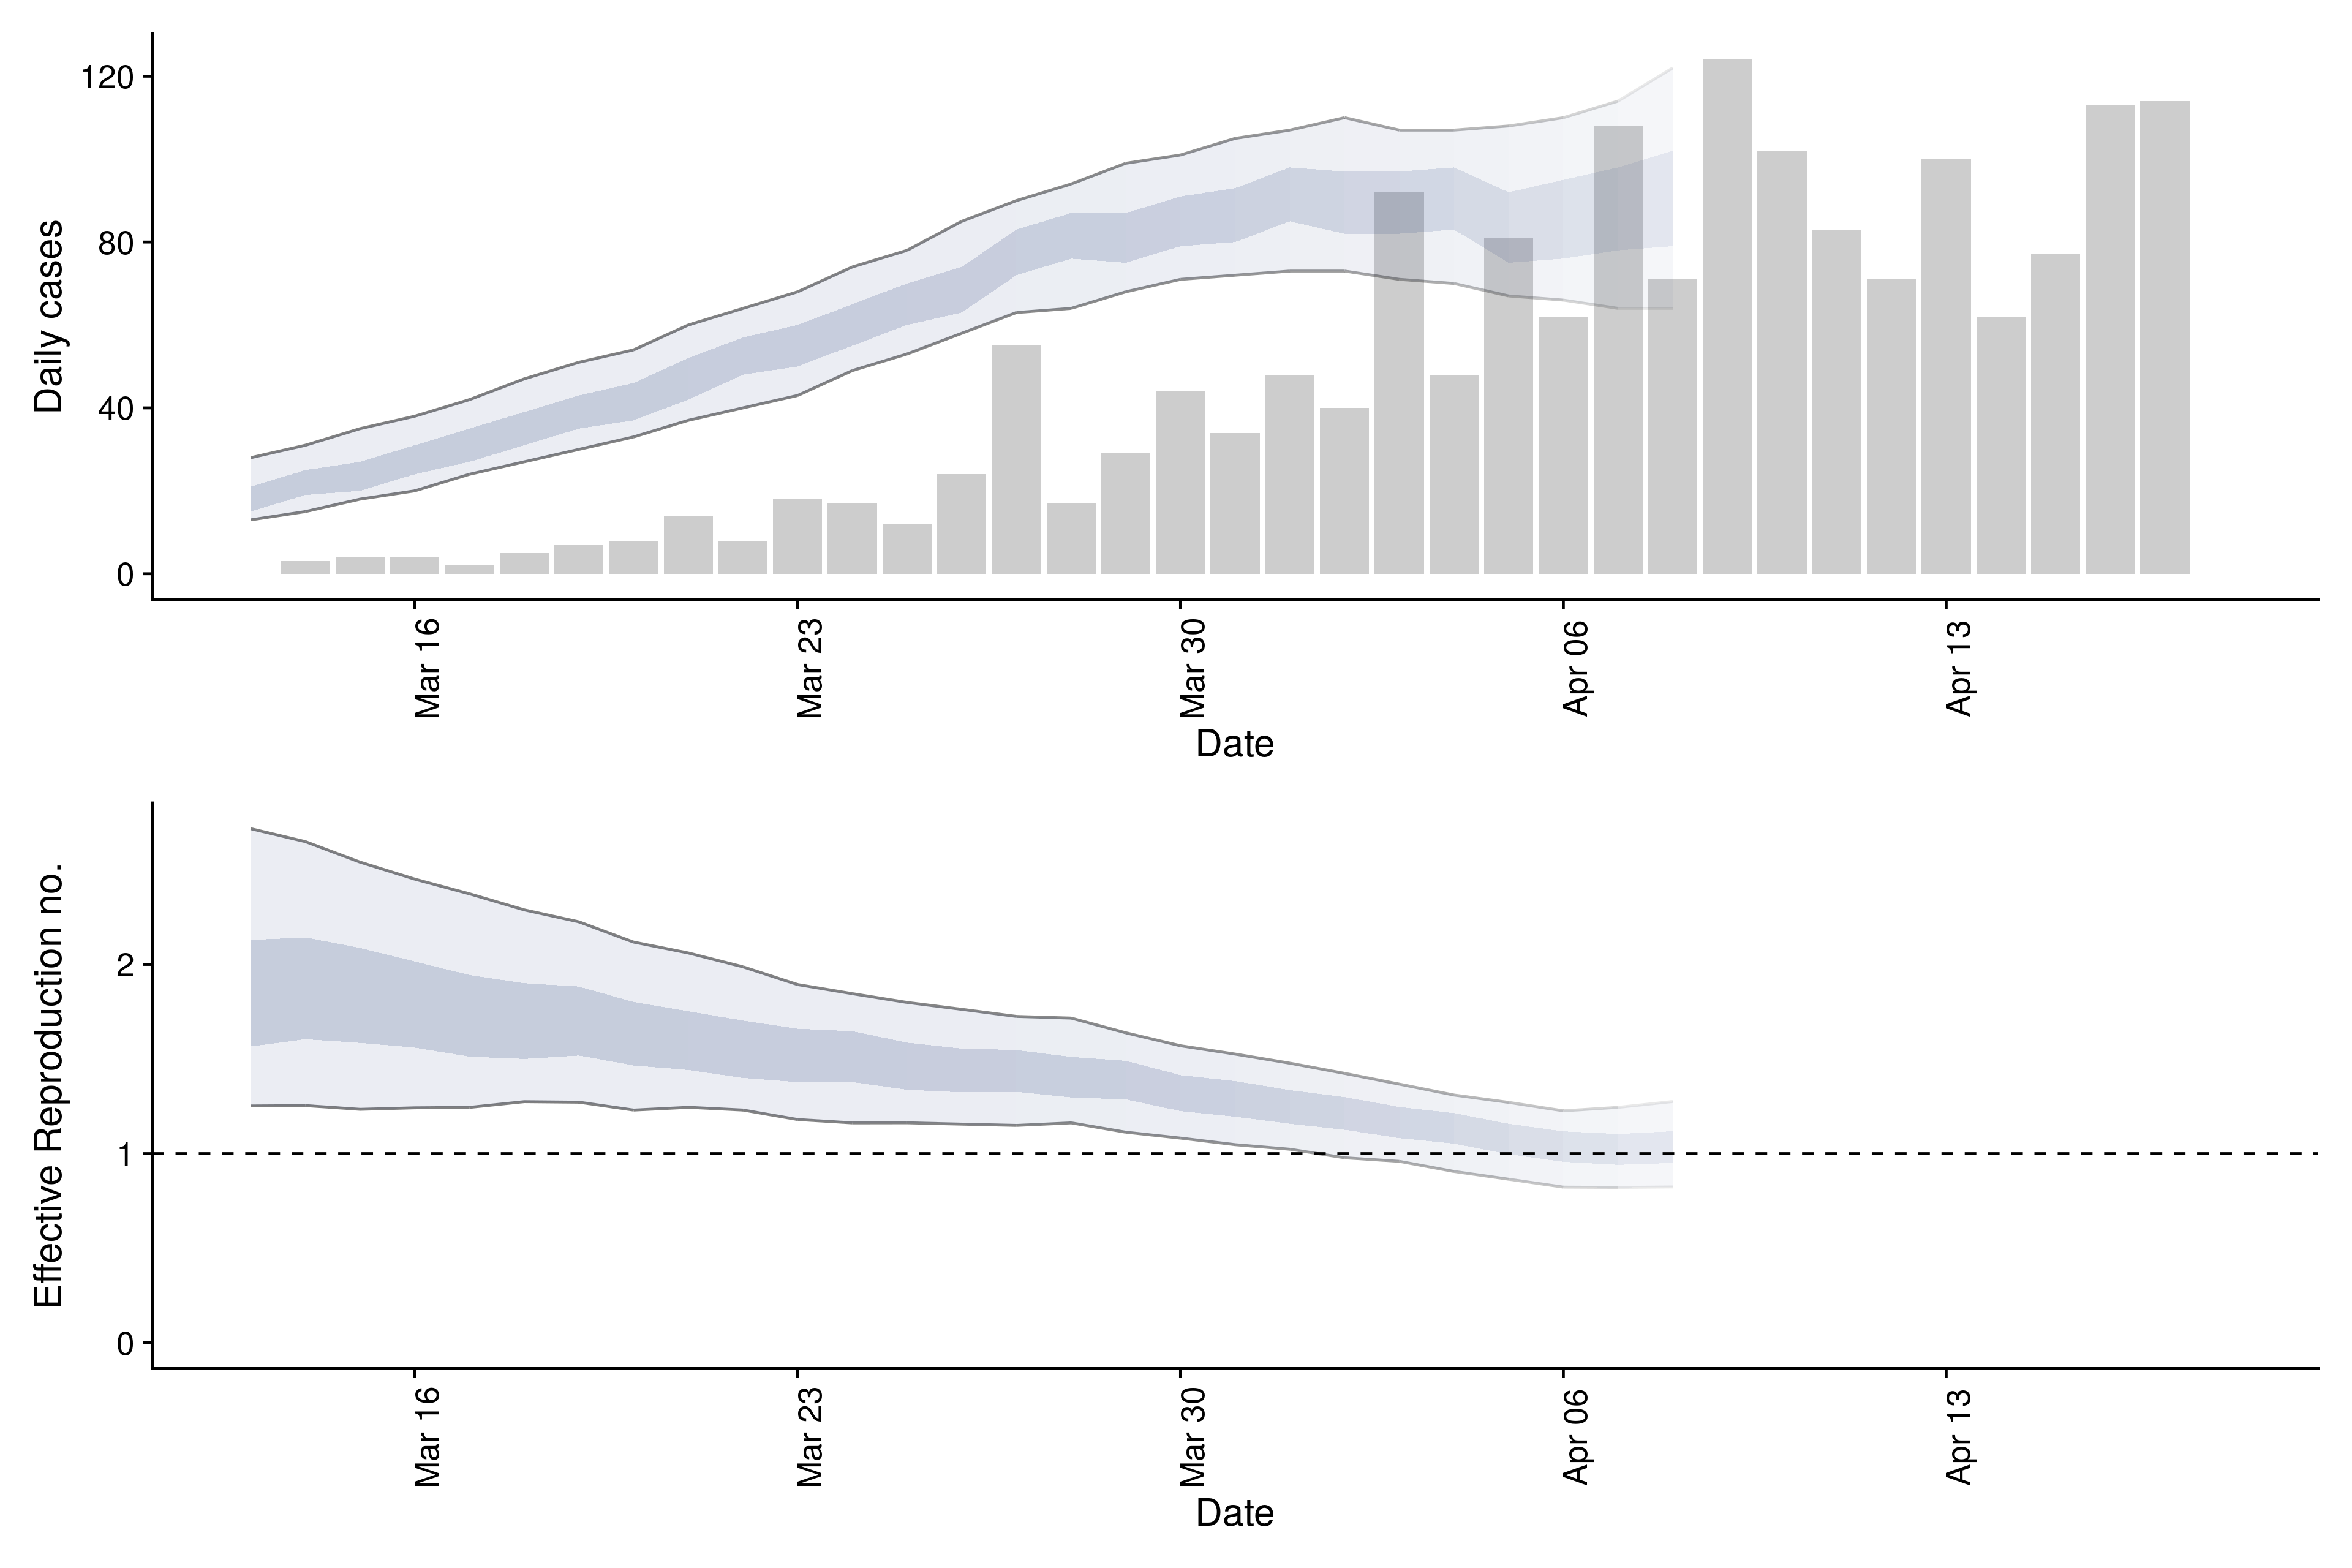 Daily cases
120
80
40
0
Mar 16
Mar 23
Mar 30
Apr 06
Apr 13
Date
Effective Reproduction no.
2
1
0
Mar 16
Mar 23
Mar 30
Apr 06
Apr 13
Date